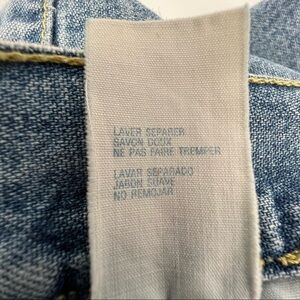 LAVER SEPARER
SAVON DOUX
NE PAS FAIRE TREMPER
LAVAR SEPARADO
JABON SUAVE
NO REMOJAR